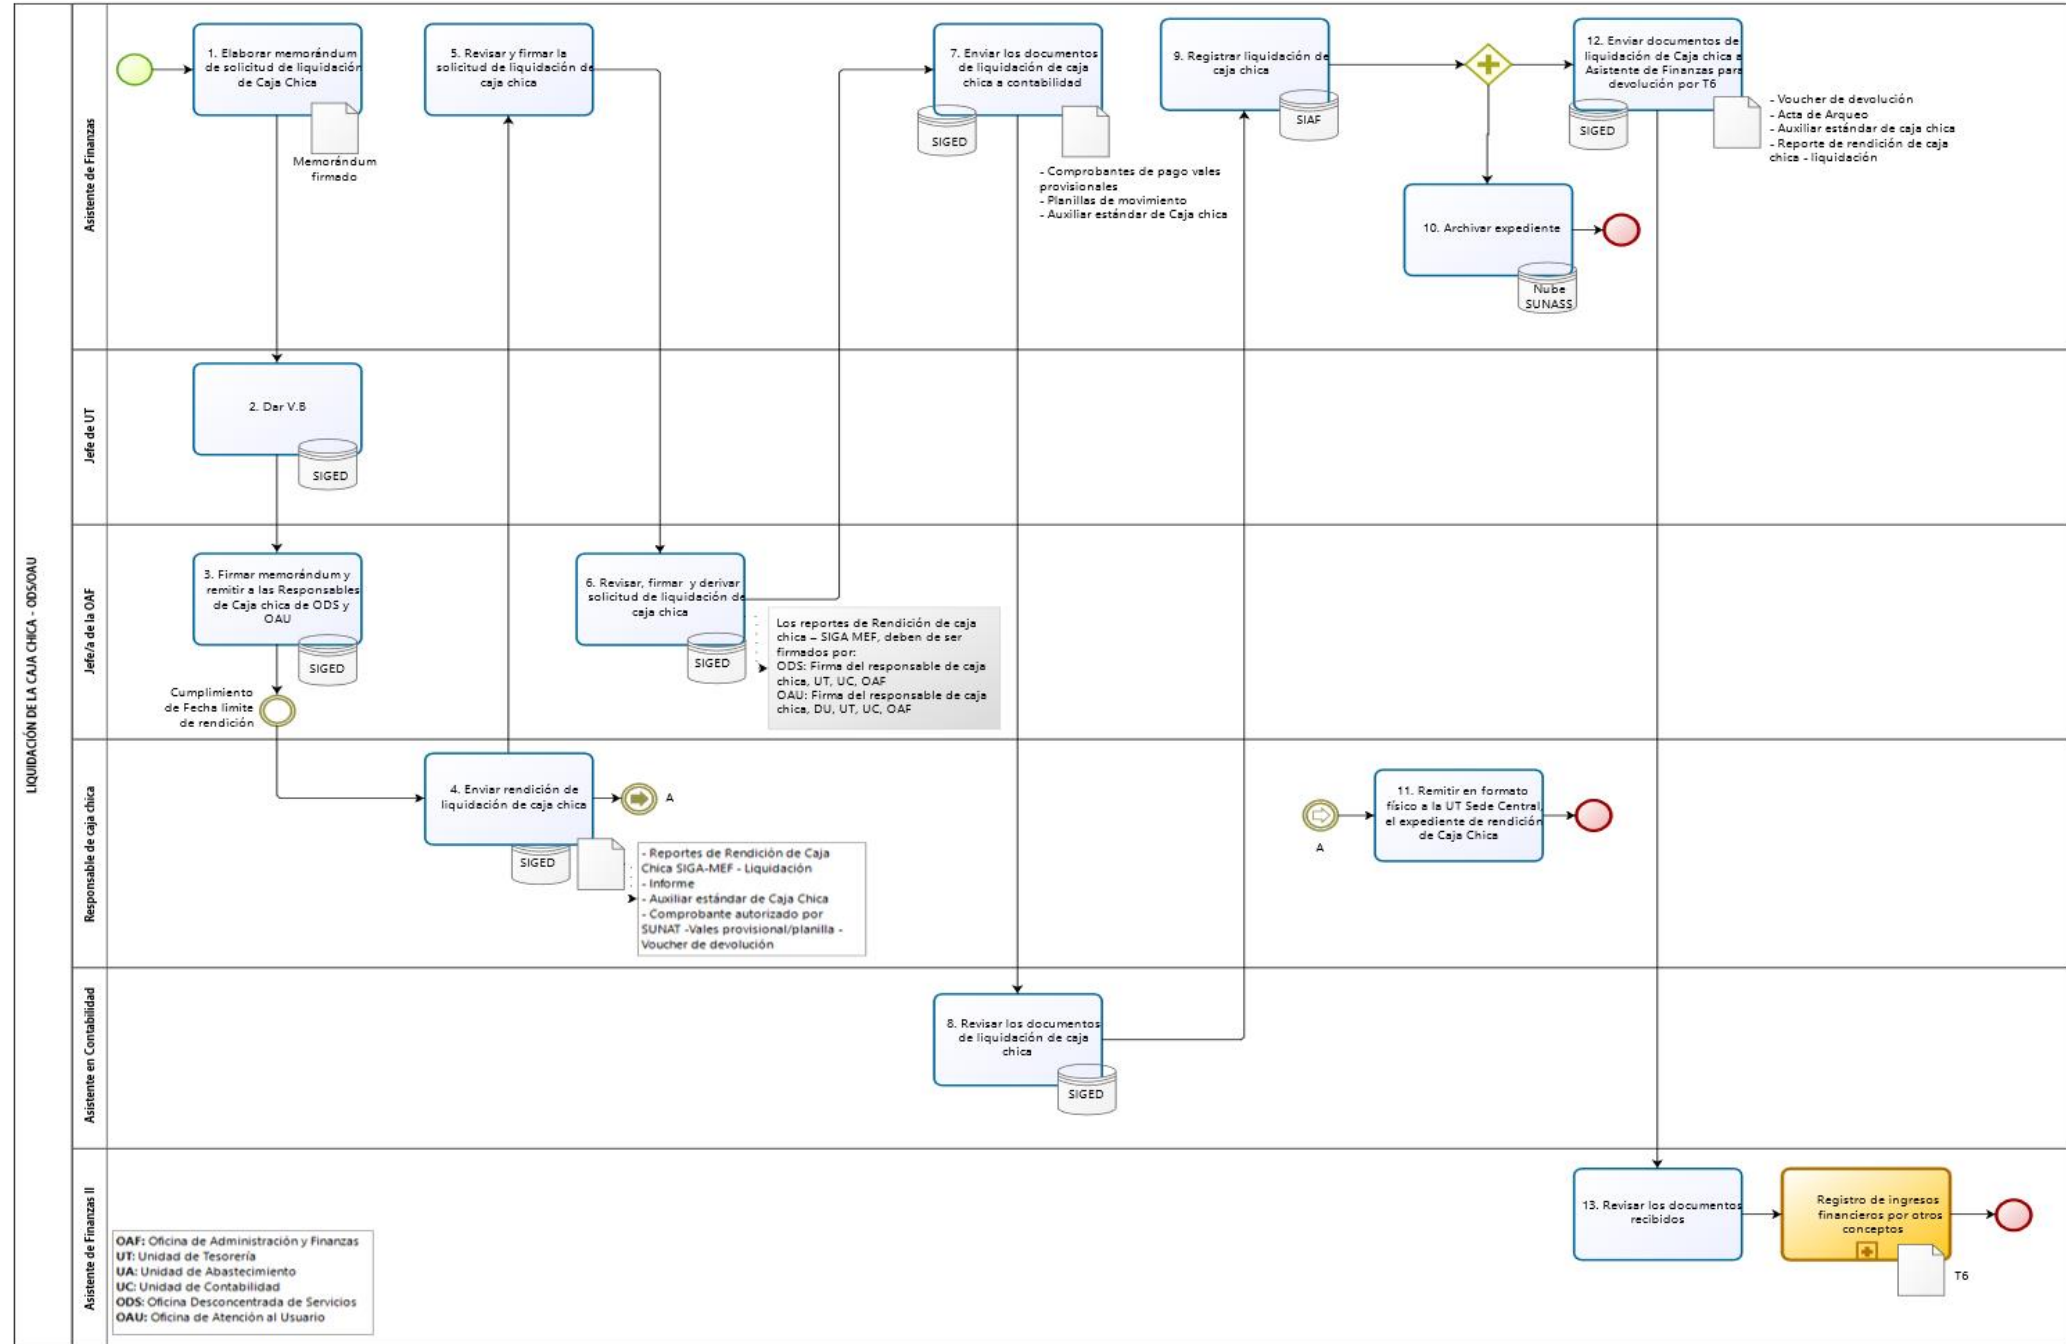 LIQUIDACIÓN DE LA CAJA CHICA - ODS/OAU
Asistente de Finanzas
1. Elaborar memorándum
de solicitud de liquidación
de Caja Chica
Memorándum
firmado
5. Revisar y firmar la
solicitud de liquidación de
caja chica
7. Enviar los documentos
de liquidación de caja
chica a contabilidad
SIGED
- Comprobantes de pago vales
provisionales
- Planillas de movimiento
- Auxiliar estándar de Caja chica
9. Registrar liquidación de
caja chica
SIAF
12. Enviar documentos de
liquidación de Caja chica a
Asistente de Finanzas para
devolución por T6
SIGED
- Voucher de devolución
- Acta de Arqueo
- Auxiliar estándar de caja chica
- Reporte de rendición de caja
chica - liquidación
10. Archivar expediente
Nube
SUNASS
Jefe de UT
2. Dar V.B
SIGED
Jefe/a de la OAF
3. Firmar memorándum y
remitir a las Responsables
de Caja chica de ODS y
OAU
SIGED
Cumplimiento
de Fecha limite
de rendición
6. Revisar, firmar y derivar
solicitud de liquidación de
caja chica
SIGED
Los reportes de Rendición de caja
chica – SIGA MEF, deben de ser
firmados por:
ODS: Firma del responsable de caja
chica, UT, UC, OAF
OAU: Firma del responsable de caja
chica, DU, UT, UC, OAF
Responsable de caja chica
4. Enviar rendición de
liquidación de caja chica
SIGED
A
- Reportes de Rendición de Caja
Chica SIGA-MEF - Liquidación
- Informe
- Auxiliar estándar de Caja Chica
- Comprobante autorizado por
SUNAT -Vales provisional/planilla -
Voucher de devolución
A
11. Remitir en formato
físico a la UT Sede Central,
el expediente de rendición
de Caja Chica
Asistente en Contabilidad
8. Revisar los documentos
de liquidación de caja
chica
SIGED
Asistente de Finanzas II
OAF: Oficina de Administración y Finanzas
UT: Unidad de Tesorería
UA: Unidad de Abastecimiento
UC: Unidad de Contabilidad
ODS: Oficina Desconcentrada de Servicios
OAU: Oficina de Atención al Usuario
13. Revisar los documentos
recibidos
Registro de ingresos
financieros por otros
conceptos
T6